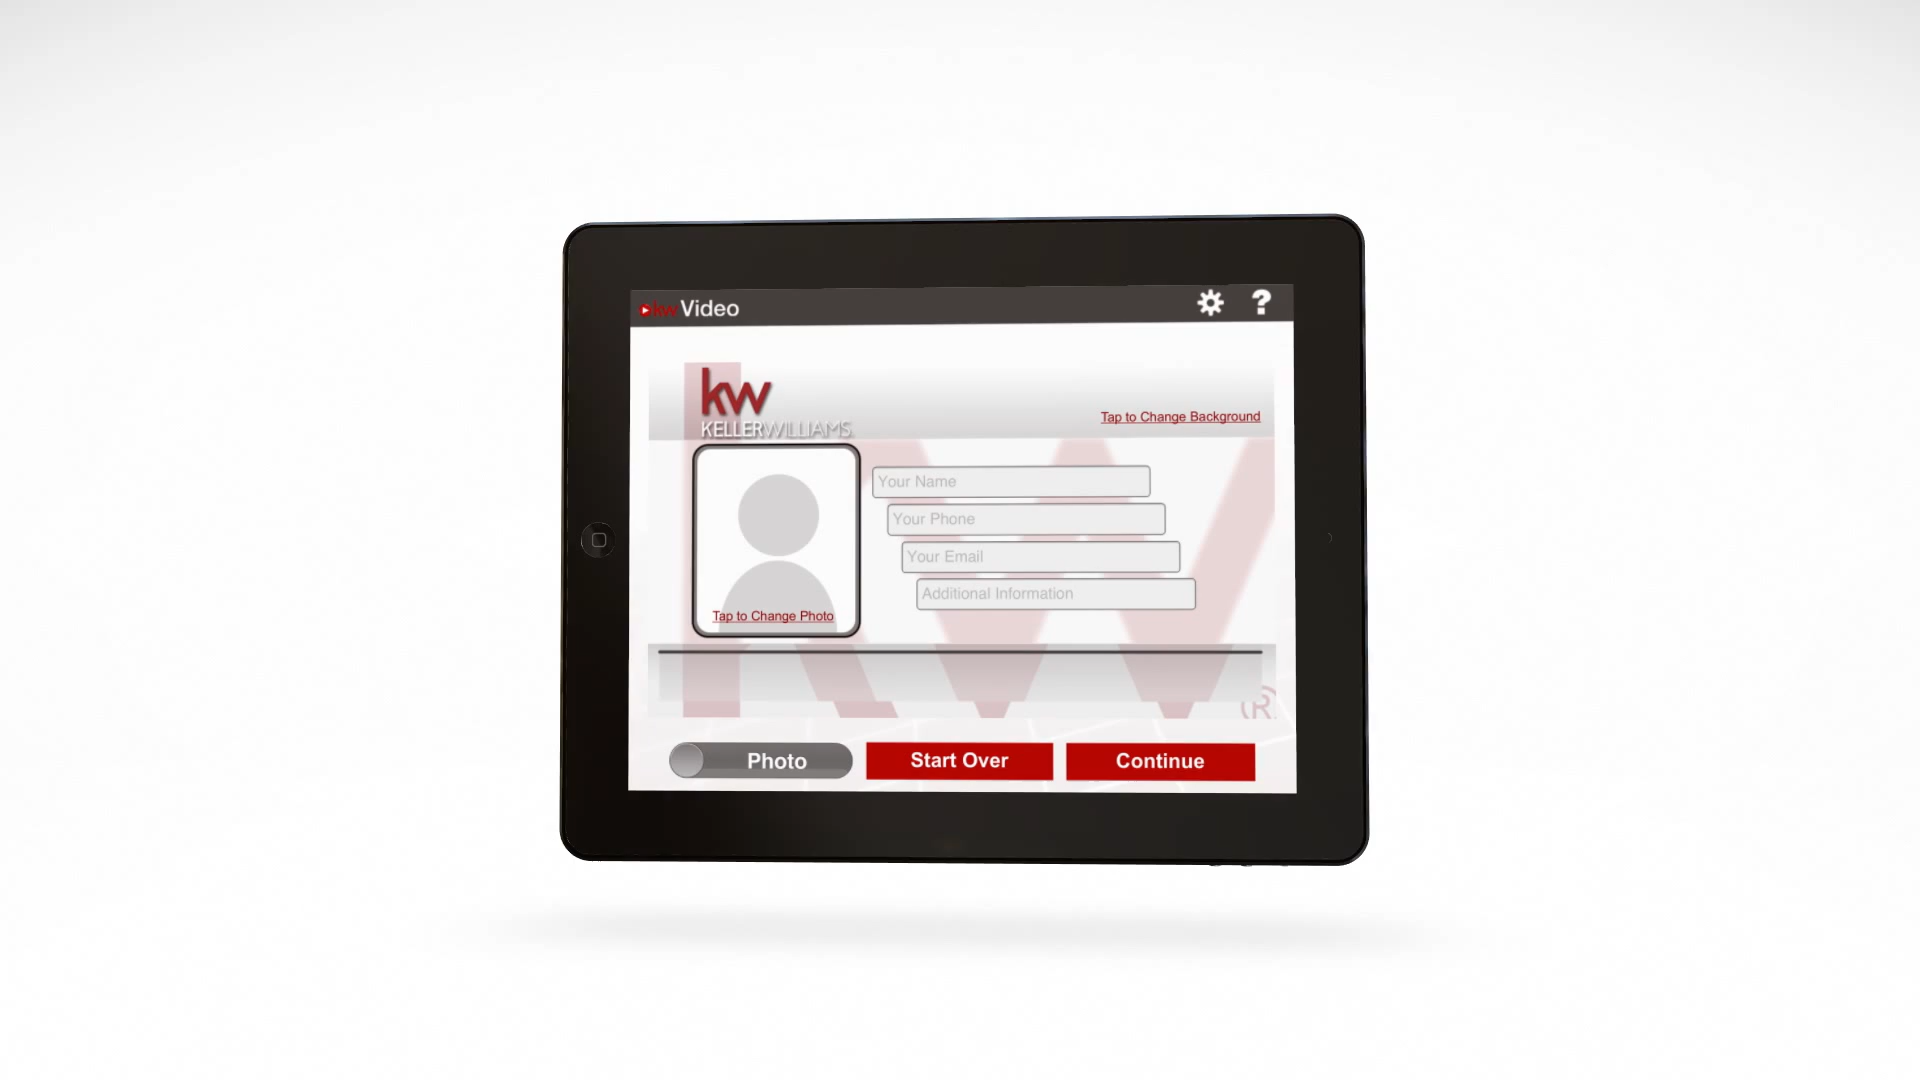 kw Video
?
kw
KELLERWILLIAMS.
Tap to Change Background
Your Name
Your Phone
Your Email
Additional Information
Tap to Change Photo
kw
®
Photo
Start Over
Continue